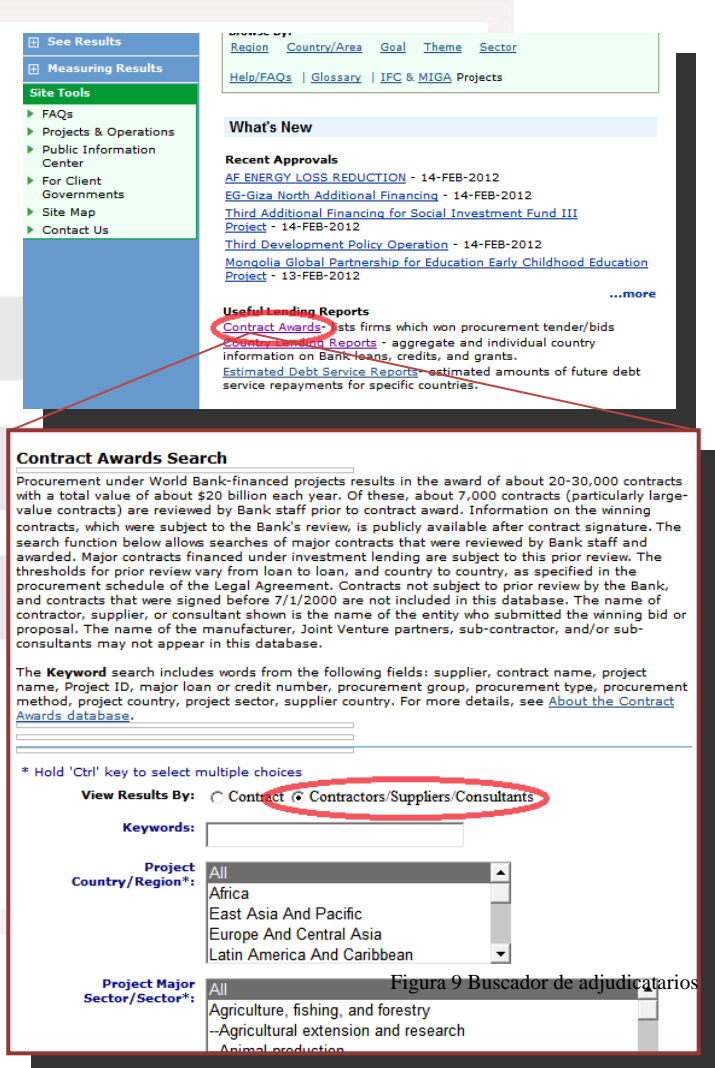 See Results
Measuring Results
Site Tools
FAQs
Projects & Operations
Public Information
Center
For Client
Governments
Site Map
Contact Us
Browse By:
Region Country/Area Goal Theme Sector
Help/FAQs | Glossary | IFC & MIGA Projects
What's New
Recent Approvals
AF ENERGY LOSS REDUCTION - 14-FEB-2012
EG-Giza North Additional Financing - 14-FEB-2012
Third Additional Financing for Social Investment Fund III
Project - 14-FEB-2012
Third Development Policy Operation - 14-FEB-2012
Mongolia Global Partnership for Education Early Childhood Education
Project - 13-FEB-2012
...more
Useful Lending Reports
Contract Awards- lists firms which won procurement tender/bids
Country Lending Reports - aggregate and individual country
information on Bank loans, credits, and grants.
Estimated Debt Service Reports- estimated amounts of future debt
service repayments for specific countries.
Contract Awards Search
Procurement under World Bank-financed projects results in the award of about 20-30,000 contracts
with a total value of about $20 billion each year. Of these, about 7,000 contracts (particularly large-
value contracts) are reviewed by Bank staff prior to contract award. Information on the winning
contracts, which were subject to the Bank's review, is publicly available after contract signature. The
search function below allows searches of major contracts that were reviewed by Bank staff and
awarded. Major contracts financed under investment lending are subject to this prior review. The
thresholds for prior review vary from loan to loan, and country to country, as specified in the
procurement schedule of the Legal Agreement. Contracts not subject to prior review by the Bank,
and contracts that were signed before 7/1/2000 are not included in this database. The name of
contractor, supplier, or consultant shown is the name of the entity who submitted the winning bid or
proposal. The name of the manufacturer, Joint Venture partners, sub-contractor, and/or sub-
consultants may not appear in this database.
The Keyword search includes words from the following fields: supplier, contract name, project
name, Project ID, major loan or credit number, procurement group, procurement type, procurement
method, project country, project sector, supplier country. For more details, see About the Contract
Awards database.
* Hold 'Ctrl' key to select multiple choices
View Results By: Contract Contractors/Suppliers/Consultants
Keywords:
Project
Country/Region*:
All
Africa
East Asia And Pacific
Europe And Central Asia
Latin America And Caribbean
Project Major
Sector/Sector*:
All
Agriculture, fishing, and forestry
--Agricultural extension and research
--Animal production
Figura 9 Buscador de adjudicatarios